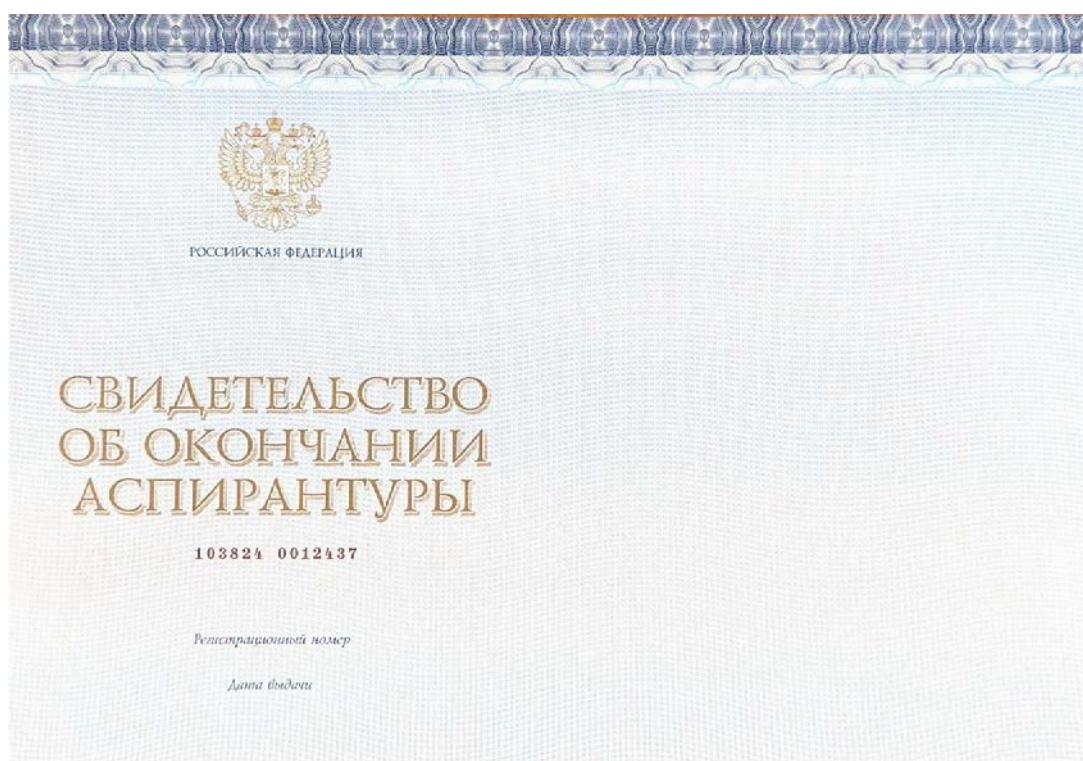 РОССИЙСКАЯ ФЕДЕРАЦИЯ
СВИДЕТЕЛЬСТВО
ОБ ОКОНЧАНИИ
АСПИРАНТУРЫ
103824 0012437
Регистрационный номер
Дата выдачи